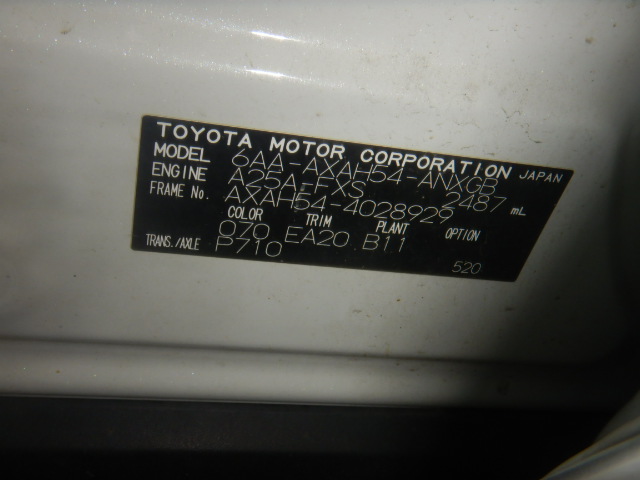 TOYOTA MOTOR CORPORATION JAPAN
MODEL 6AA-AXAH54-ANXGB
ENGINE A25A-FXS 2487 mL
FRAME No. AXAH54-4028929
COLOR TRIM PLANT OPTION
070 EA20 B11
TRANS./AXLE P710
520